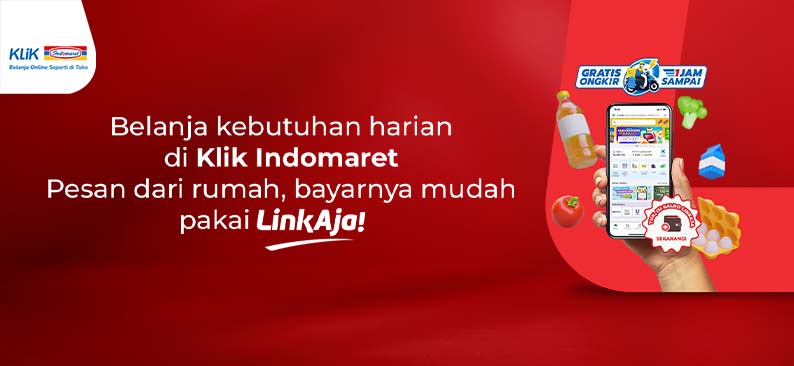 KLIK Indomaret
Belanja Online Seperti di Toko
Belanja kebutuhan harian
di Klik Indomaret
Pesan dari rumah, bayarnya mudah
pakai LinkAja!
GRATIS ONGKIR
1 JAM SAMPAI
SEKARANG!